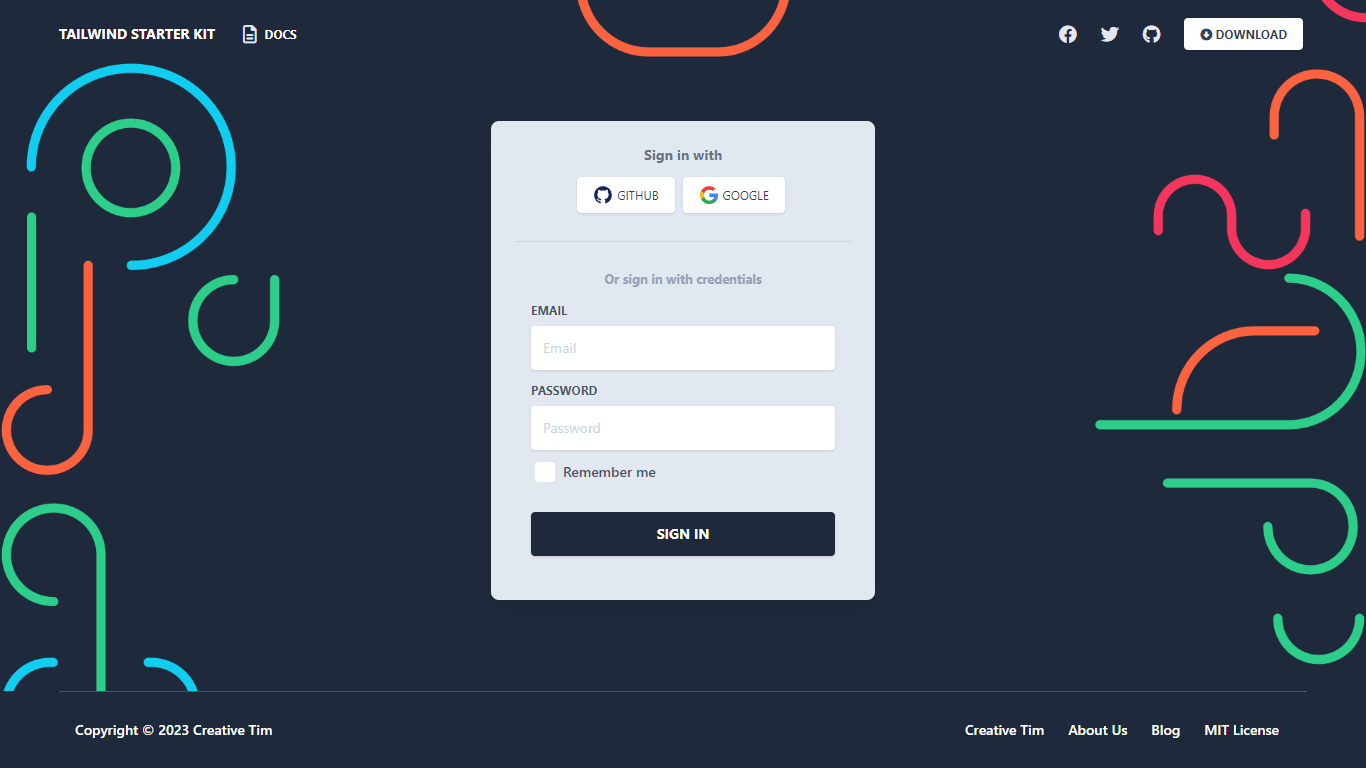 TAILWIND STARTER KIT
DOCS
DOWNLOAD
Sign in with
GITHUB
GOOGLE
Or sign in with credentials
EMAIL
Email
PASSWORD
Password
Remember me
SIGN IN
Copyright © 2023 Creative Tim
Creative Tim
About Us
Blog
MIT License